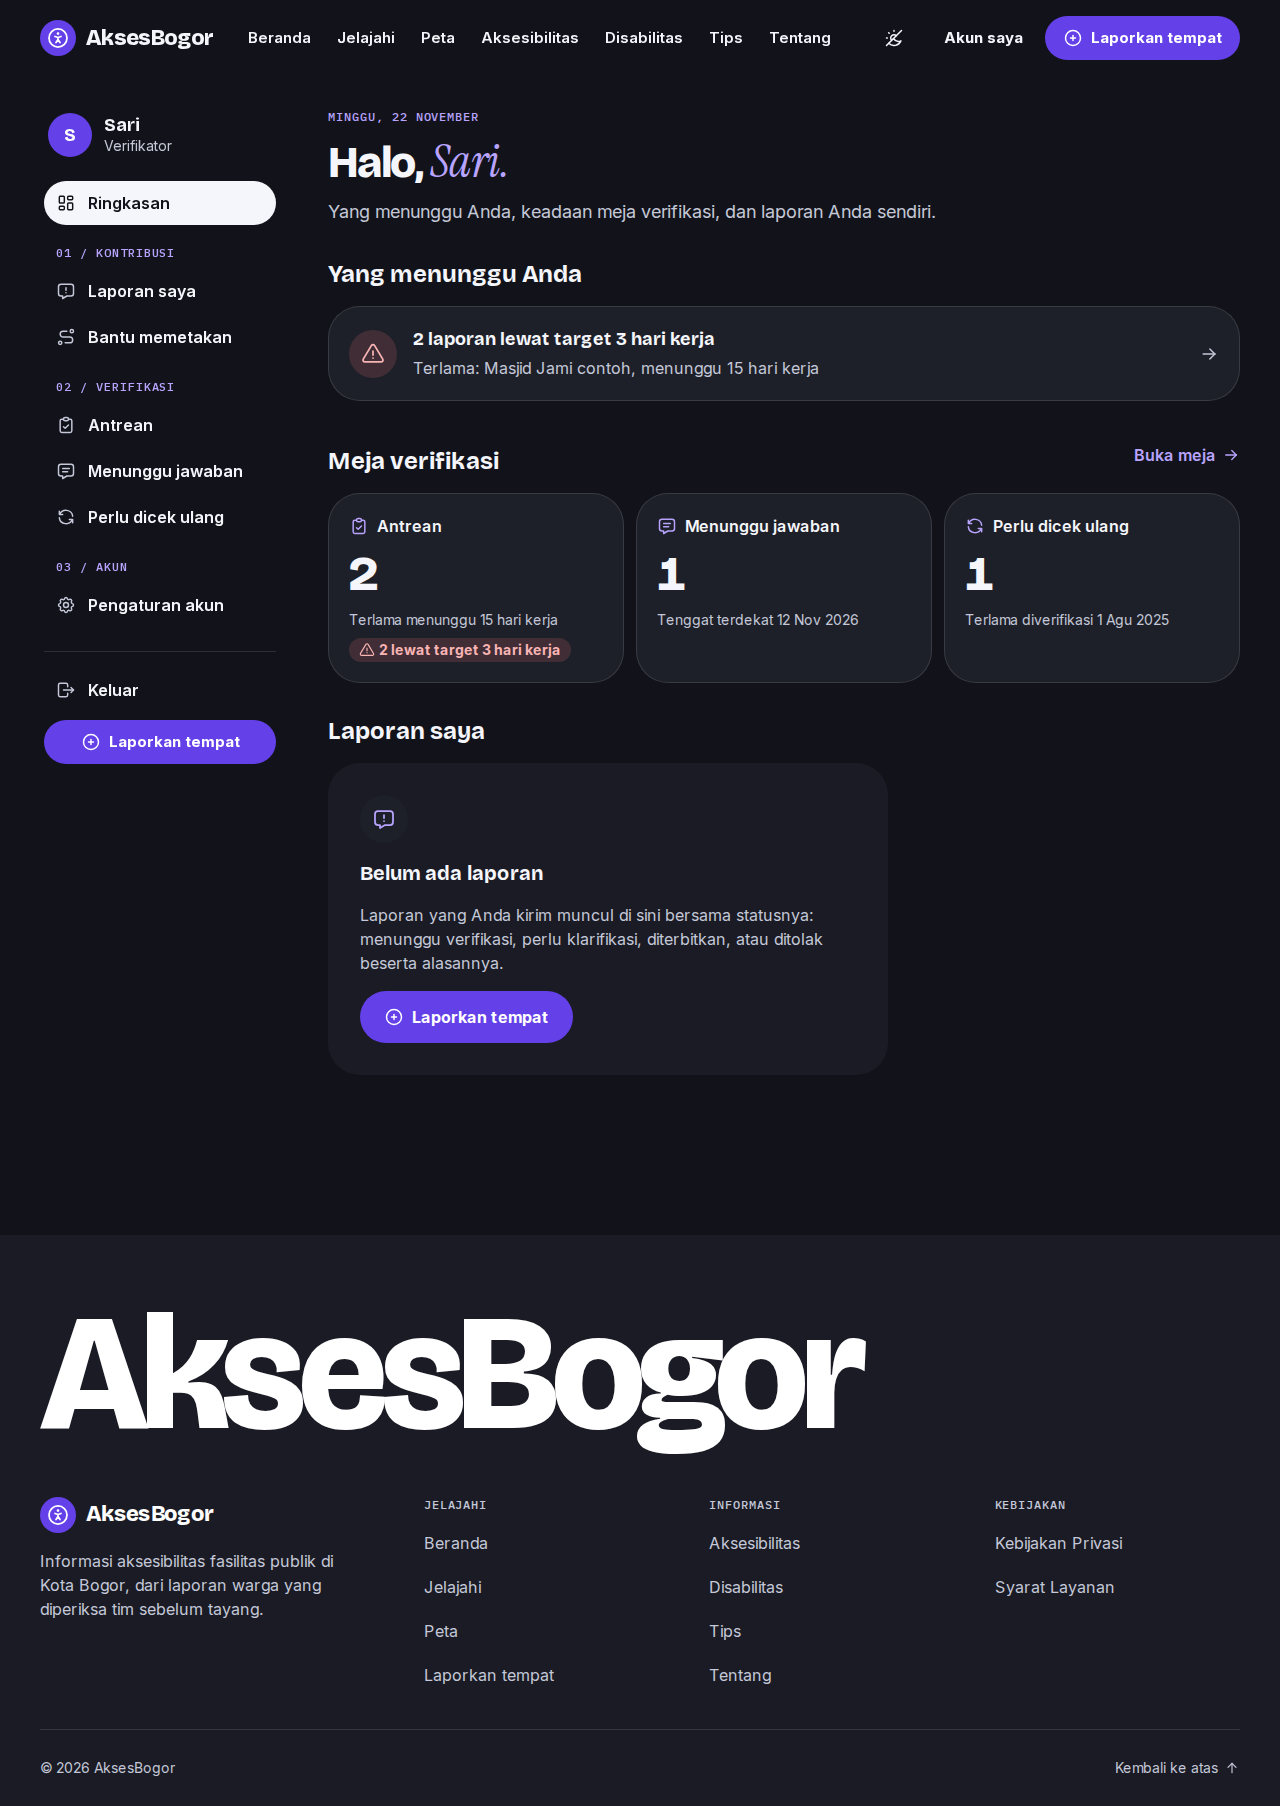 AksesBogor
Beranda
Jelajahi
Peta
Aksesibilitas
Disabilitas
Tips
Tentang
Akun saya
Laporkan tempat
S
Sari
Verifikator
Ringkasan
01 / KONTRIBUSI
Laporan saya
Bantu memetakan
02 / VERIFIKASI
Antrean
Menunggu jawaban
Perlu dicek ulang
03 / AKUN
Pengaturan akun
Keluar
Laporkan tempat
MINGGU, 22 NOVEMBER
Halo, Sari.
Yang menunggu Anda, keadaan meja verifikasi, dan laporan Anda sendiri.
Yang menunggu Anda
2 laporan lewat target 3 hari kerja
Terlama: Masjid Jami contoh, menunggu 15 hari kerja
Meja verifikasi
Buka meja
Antrean
2
Terlama menunggu 15 hari kerja
2 lewat target 3 hari kerja
Menunggu jawaban
1
Tenggat terdekat 12 Nov 2026
Perlu dicek ulang
1
Terlama diverifikasi 1 Agu 2025
Laporan saya
Belum ada laporan
Laporan yang Anda kirim muncul di sini bersama statusnya:
menunggu verifikasi, perlu klarifikasi, diterbitkan, atau ditolak
beserta alasannya.
Laporkan tempat
AksesBogor
AksesBogor
Informasi aksesibilitas fasilitas publik di
Kota Bogor, dari laporan warga yang
diperiksa tim sebelum tayang.
JELAJAHI
Beranda
Jelajahi
Peta
Laporkan tempat
INFORMASI
Aksesibilitas
Disabilitas
Tips
Tentang
KEBIJAKAN
Kebijakan Privasi
Syarat Layanan
© 2026 AksesBogor
Kembali ke atas